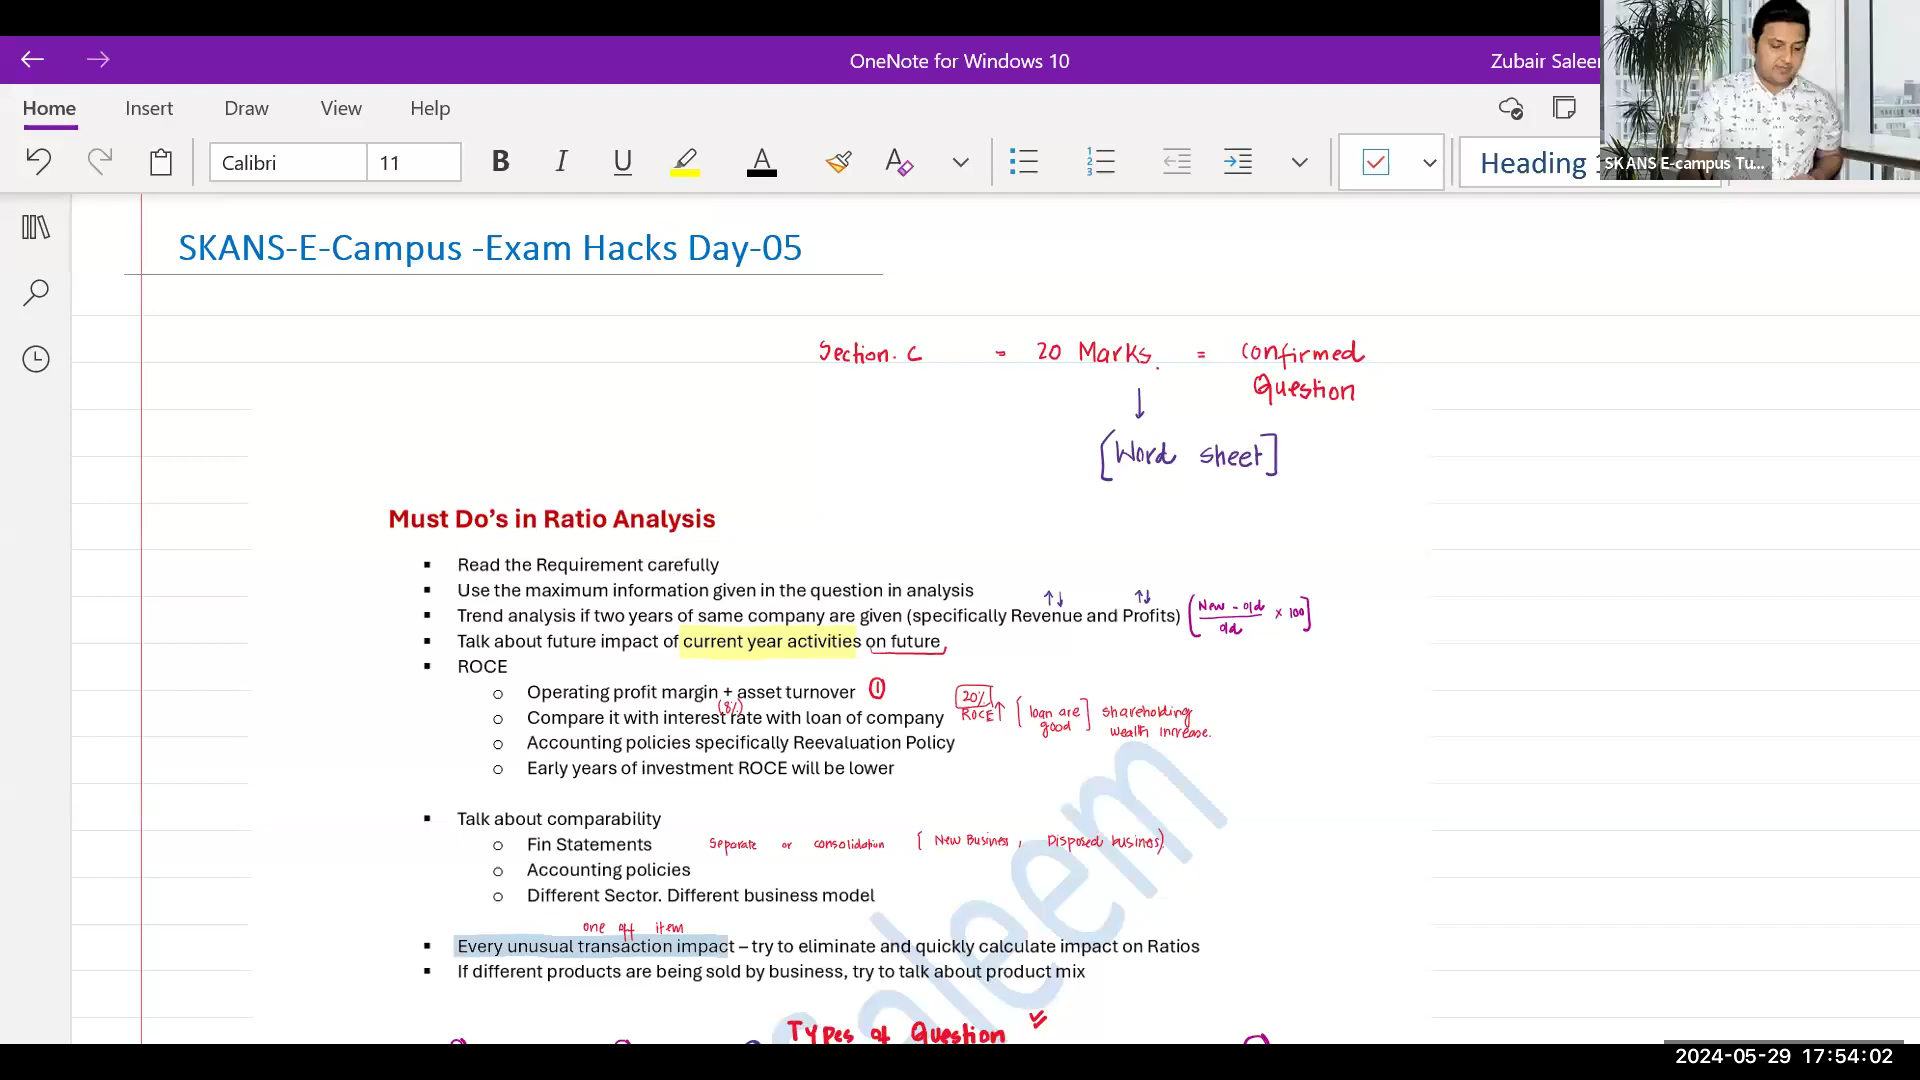 OneNote for Windows 10
Zubair Saleer
Home Insert Draw View Help
Calibri 11 B I U A Heading
SKANS E-campus Tu...
SKANS-E-Campus -Exam Hacks Day-05
Section. C = 20 Marks. = Confirmed
Question
[Word sheet]
Must Do’s in Ratio Analysis
▪ Read the Requirement carefully
▪ Use the maximum information given in the question in analysis
▪ Trend analysis if two years of same company are given (specifically Revenue and Profits) [New - old / old × 100]
▪ Talk about future impact of current year activities on future
▪ ROCE
o Operating profit margin + asset turnover ①
(8%) 20%
o Compare it with interest rate with loan of company ROCE ↑ [loan are good] shareholding wealth increase.
o Accounting policies specifically Reevaluation Policy
o Early years of investment ROCE will be lower
▪ Talk about comparability
o Fin Statements separate or consolidation [New Business, Disposed busines]
o Accounting policies
o Different Sector. Different business model
one off item
▪ Every unusual transaction impact – try to eliminate and quickly calculate impact on Ratios
▪ If different products are being sold by business, try to talk about product mix
Types of Question
saleem
2024-05-29 17:54:02